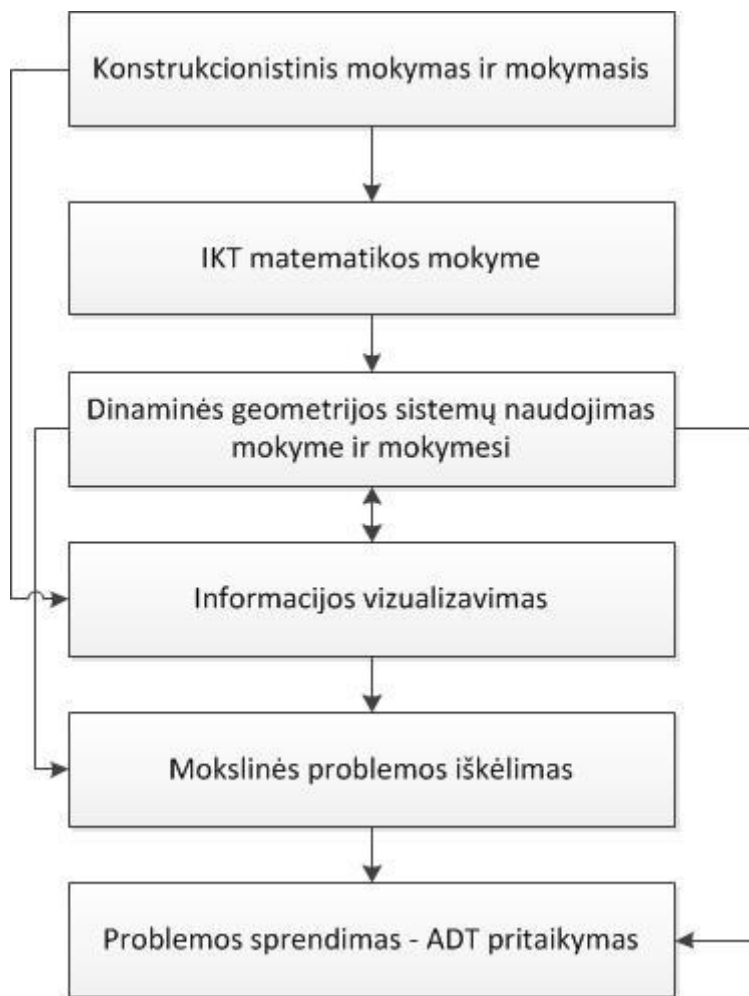 Konstrukcionistinis mokymas ir mokymasis
IKT matematikos mokyme
Dinaminės geometrijos sistemų naudojimas
mokyme ir mokymesi
Informacijos vizualizavimas
Mokslinės problemos iškėlimas
Problemos sprendimas - ADT pritaikymas